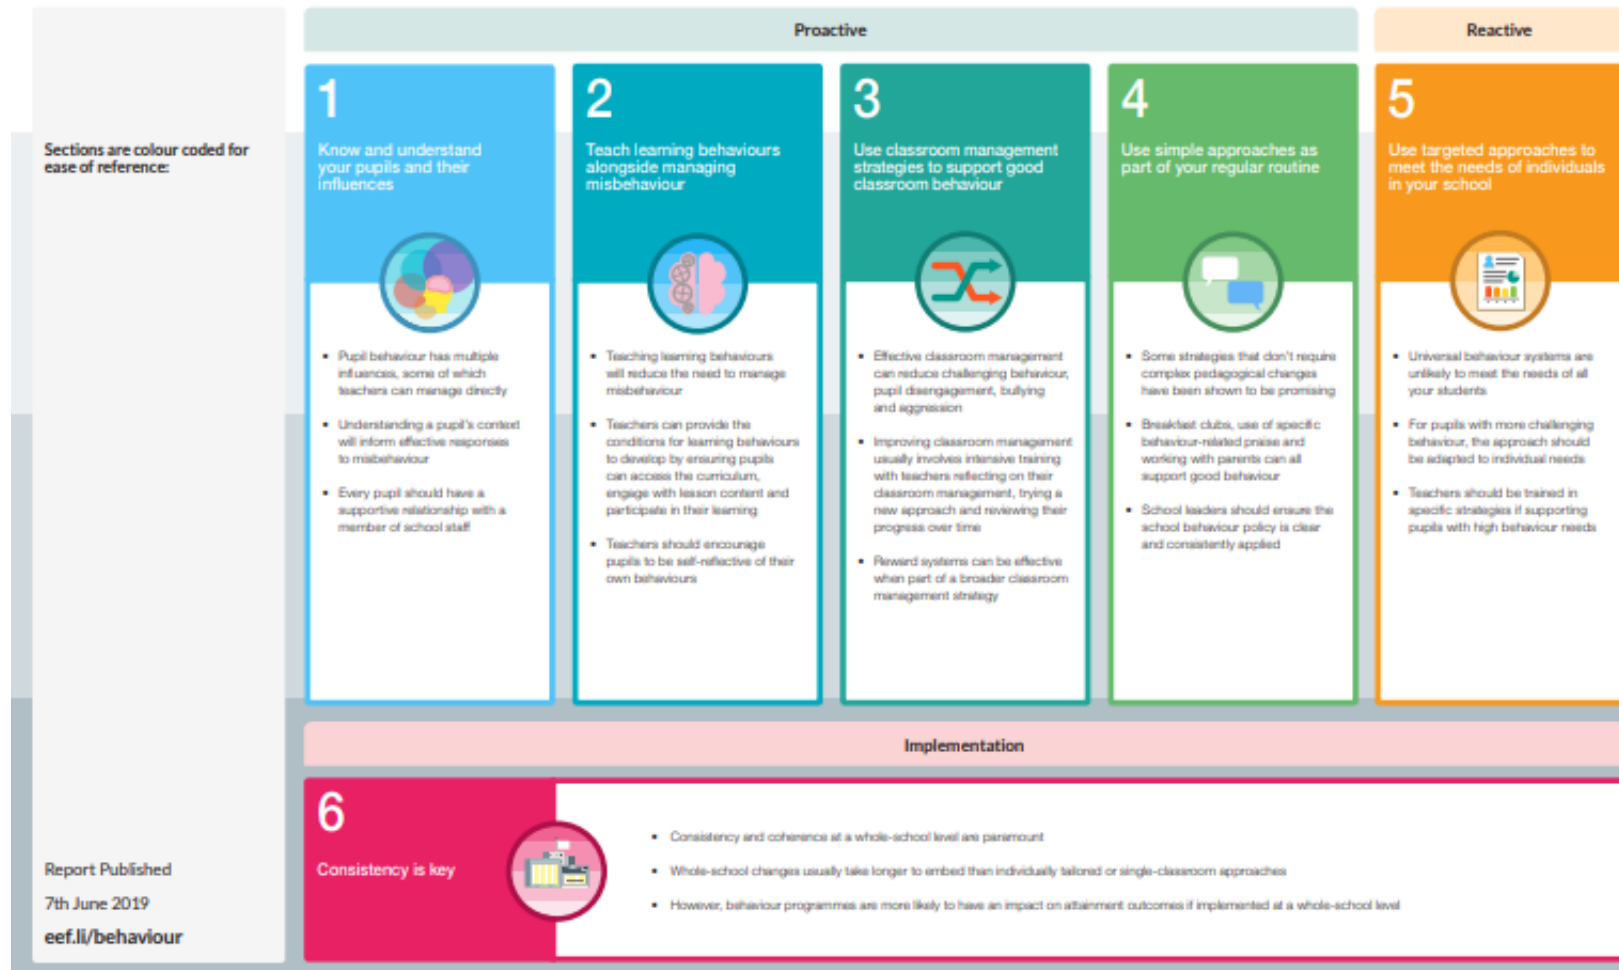 Proactive
Reactive
Sections are colour coded for
ease of reference:
1
Know and understand
your pupils and their
influences
▪ Pupil behaviour has multiple
influences, some of which
teachers can manage directly
▪ Understanding a pupil's context
will inform effective responses
to misbehaviour
▪ Every pupil should have a
supportive relationship with a
member of school staff
2
Teach learning behaviours
alongside managing
misbehaviour
▪ Teaching learning behaviours
will reduce the need to manage
misbehaviour
▪ Teachers can provide the
conditions for learning behaviours
to develop by ensuring pupils
can access the curriculum,
engage with lesson content and
participate in their learning
▪ Teachers should encourage
pupils to be self-reflective of their
own behaviours
3
Use classroom management
strategies to support good
classroom behaviour
▪ Effective classroom management
can reduce challenging behaviour,
pupil disengagement, bullying
and aggression
▪ Improving classroom management
usually involves intensive training
with teachers reflecting on their
classroom management, trying a
new approach and reviewing their
progress over time
▪ Reward systems can be effective
when part of a broader classroom
management strategy
4
Use simple approaches as
part of your regular routine
▪ Some strategies that don't require
complex pedagogical changes
have been shown to be promising
▪ Breakfast clubs, use of specific
behaviour-related praise and
working with parents can all
support good behaviour
▪ School leaders should ensure the
school behaviour policy is clear
and consistently applied
5
Use targeted approaches to
meet the needs of individuals
in your school
▪ Universal behaviour systems are
unlikely to meet the needs of all
your students
▪ For pupils with more challenging
behaviour, the approach should
be adapted to individual needs
▪ Teachers should be trained in
specific strategies if supporting
pupils with high behaviour needs
Implementation
6
Consistency is key
▪ Consistency and coherence at a whole-school level are paramount
▪ Whole-school changes usually take longer to embed than individually tailored or single-classroom approaches
▪ However, behaviour programmes are more likely to have an impact on attainment outcomes if implemented at a whole-school level
Report Published
7th June 2019
eef.li/behaviour